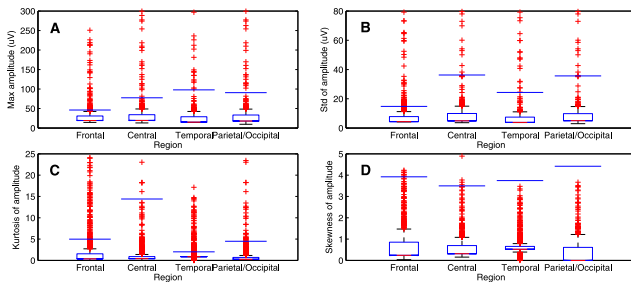 A
Max amplitude (uV)
300
250
200
150
100
50
0
Frontal Central Temporal Parietal/Occipital
Region
B
Std of amplitude (uV)
80
60
40
20
0
Frontal Central Temporal Parietal/Occipital
Region
C
Kurtosis of amplitude
25
20
15
10
5
0
Frontal Central Temporal Parietal/Occipital
Region
D
Skewness of amplitude
5
4
3
2
1
0
Frontal Central Temporal Parietal/Occipital
Region